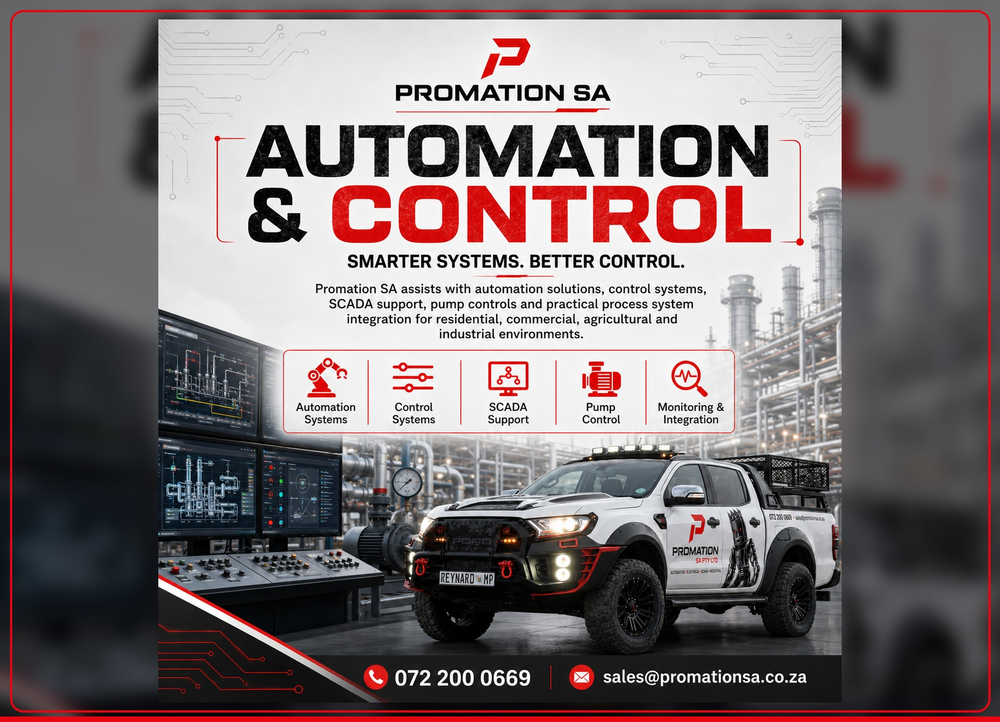 PROMATION SA
AUTOMATION
& CONTROL
SMARTER SYSTEMS. BETTER CONTROL.
Promation SA assists with automation solutions, control systems,
SCADA support, pump controls and practical process system
integration for residential, commercial, agricultural and
industrial environments.
Automation
Systems
Control
Systems
SCADA
Support
Pump
Control
Monitoring &
Integration
072 200 0669 - sales@promationsa.co.za
PROMATION
SA PTY LTD
AUTOMATION • ELECTRICAL • SCADA • INDUSTRIAL
FORD
REYNARD MP
072 200 0669
sales@promationsa.co.za